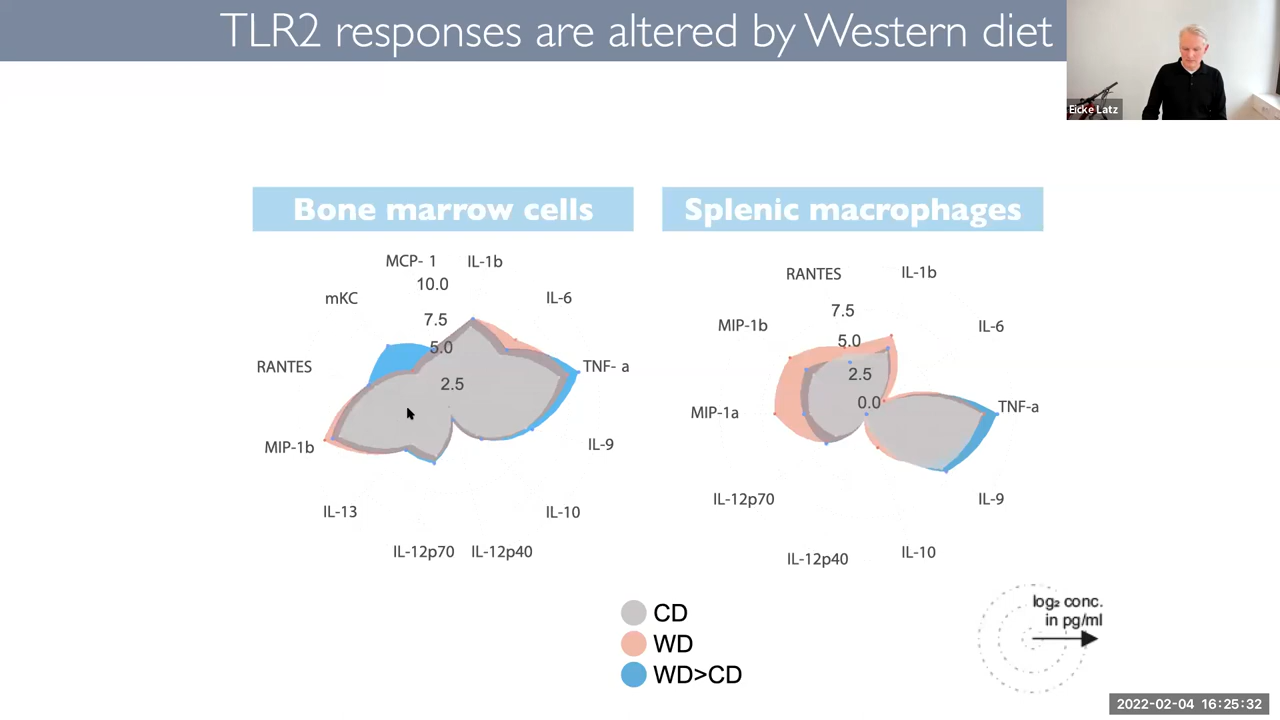 TLR2 responses are altered by Western diet
Eicke Latz
Bone marrow cells
Splenic macrophages
MCP- 1
IL-1b
10.0
mKC
IL-6
7.5
5.0
RANTES
TNF- a
2.5
MIP-1b
IL-9
IL-13
IL-10
IL-12p70
IL-12p40
RANTES
IL-1b
7.5
MIP-1b
IL-6
5.0
2.5
MIP-1a
0.0
TNF-a
IL-12p70
IL-9
IL-12p40
IL-10
CD
WD
WD>CD
log₂ conc.
in pg/ml
2022-02-04 16:25:32